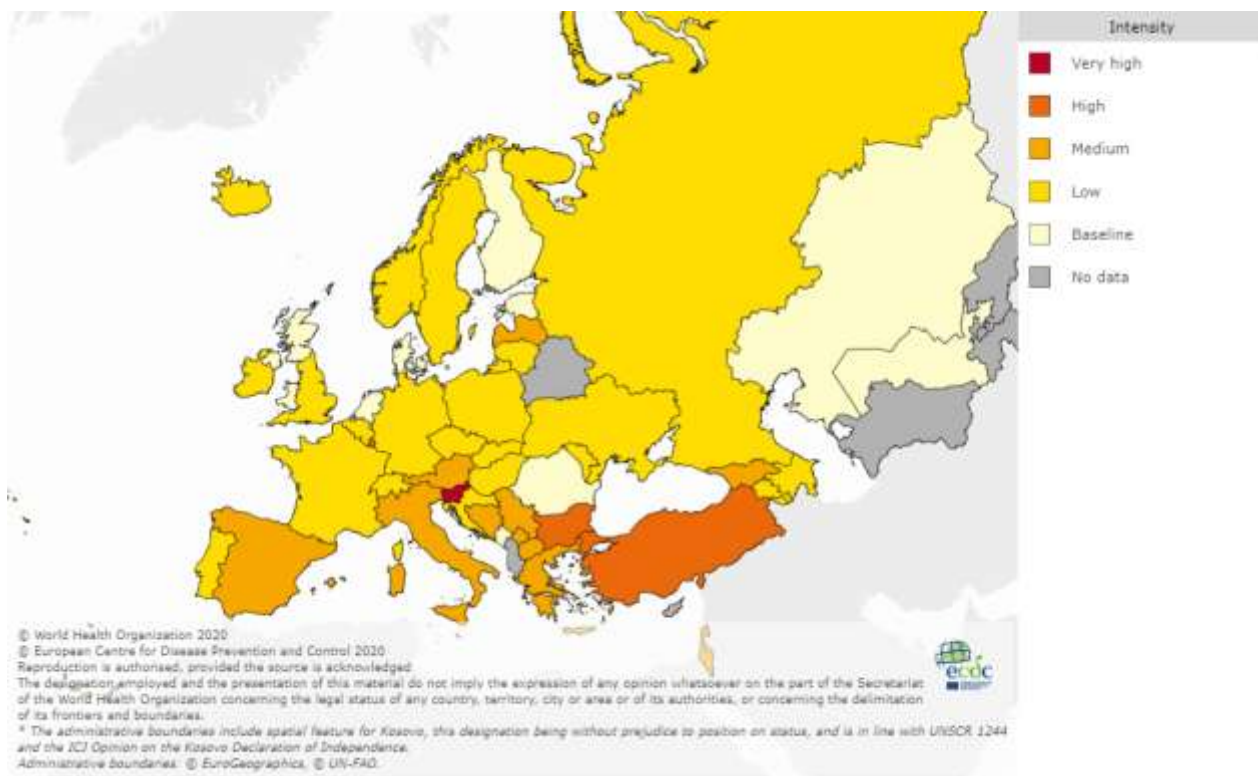 Intensity
Very high
High
Medium
Low
Baseline
No data
© World Health Organization 2020
© European Centre for Disease Prevention and Control 2020
Reproduction is authorised, provided the source is acknowledged
The designation employed and the presentation of this material do not imply the expression of any opinion whatsoever on the part of the Secretariat
of the World Health Organization concerning the legal status of any country, territory, city or area or of its authorities, or concerning the delimitation
of its frontiers and boundaries.
* The administrative boundaries include spatial feature for Kosovo, this designation being without prejudice to position on status, and is in line with UNSCR 1244
and the ICJ Opinion on the Kosovo Declaration of Independence.
Administrative boundaries: © EuroGeographics, © UN-FAO.
ecdc